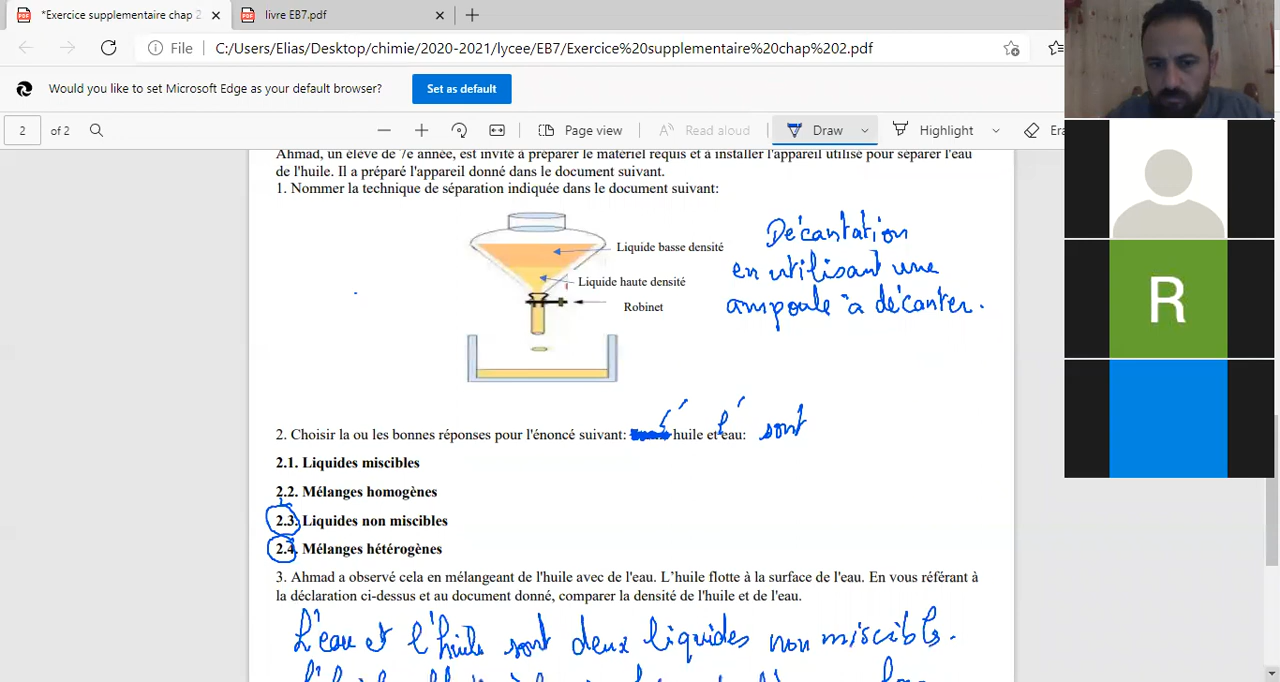 *Exercice supplementaire chap 2.
livre EB7.pdf
File
C:/Users/Elias/Desktop/chimie/2020-2021/lycee/EB7/Exercice%20supplementaire%20chap%202.pdf
Would you like to set Microsoft Edge as your default browser?
Set as default
2 of 2
Page view
Read aloud
Draw
Highlight
Era
Ahmad, un élève de 7e année, est invité à préparer le matériel requis et à installer l'appareil utilisé pour séparer l'eau
de l'huile. Il a préparé l'appareil donné dans le document suivant.
1. Nommer la technique de séparation indiquée dans le document suivant:
Liquide basse densité
Liquide haute densité
Robinet
Décantation
en utilisant une
ampoule à décanter.
2. Choisir la ou les bonnes réponses pour l'énoncé suivant: l' huile et l' eau: sont
2.1. Liquides miscibles
2.2. Mélanges homogènes
2.3. Liquides non miscibles
2.4. Mélanges hétérogènes
3. Ahmad a observé cela en mélangeant de l'huile avec de l'eau. L’huile flotte à la surface de l'eau. En vous référant à
la déclaration ci-dessus et au document donné, comparer la densité de l'huile et de l'eau.
L'eau et l'huile sont deux liquides non miscibles.
R